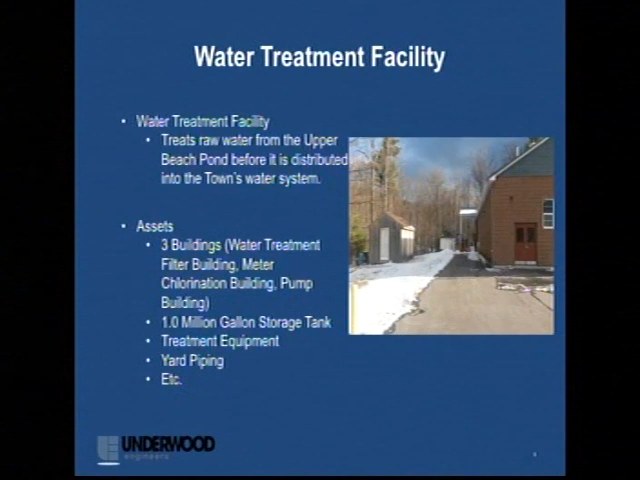 Water Treatment Facility
• Water Treatment Facility
• Treats raw water from the Upper
Beach Pond before it is distributed
into the Town's water system.
• Assets
• 3 Buildings (Water Treatment
Filter Building, Meter
Chlorination Building, Pump
Building)
• 1.0 Million Gallon Storage Tank
• Treatment Equipment
• Yard Piping
• Etc.
UNDERWOOD
engineers